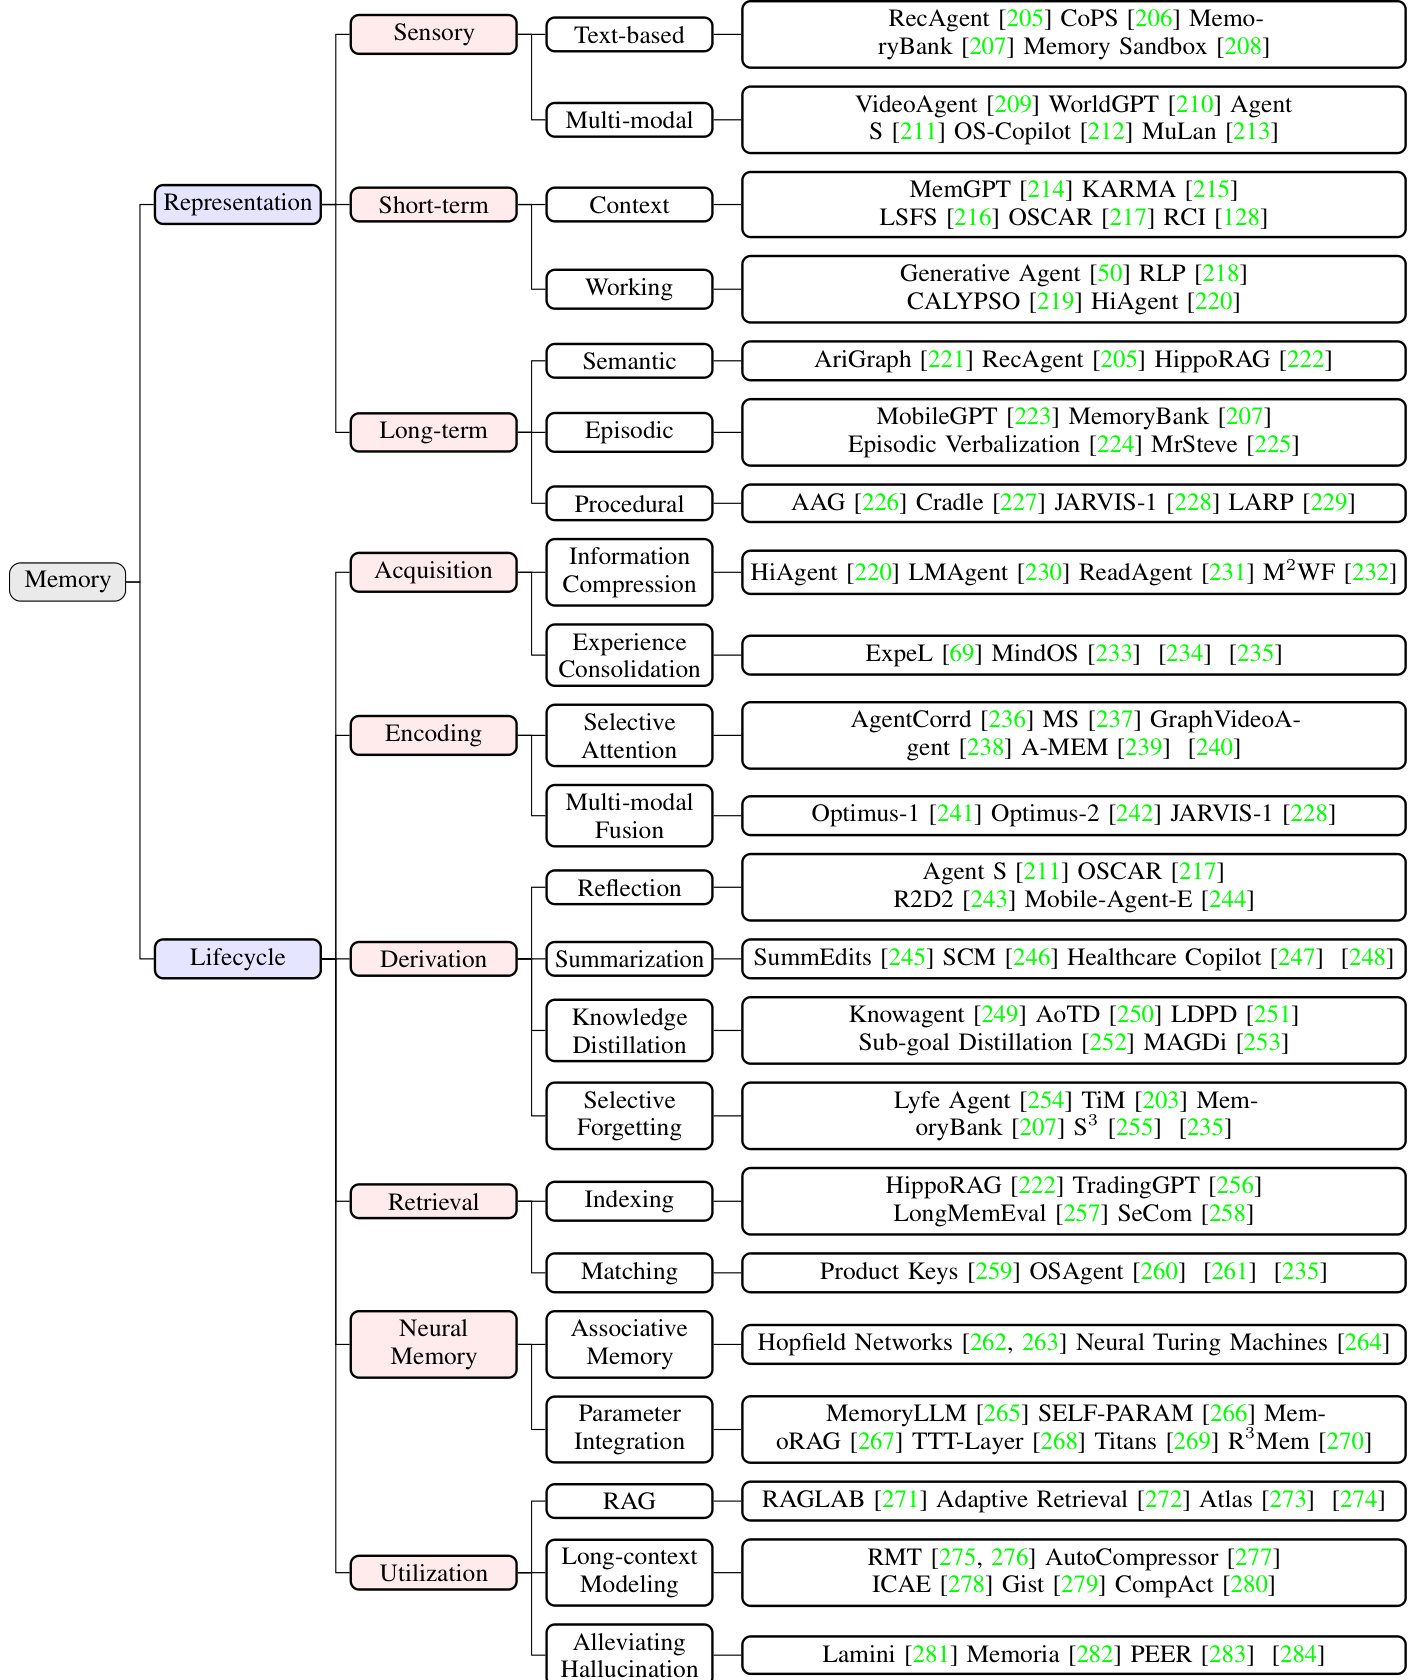 Memory
Representation
Sensory
Text-based
RecAgent [205] CoPS [206] Memo-
ryBank [207] Memory Sandbox [208]
Multi-modal
VideoAgent [209] WorldGPT [210] Agent
S [211] OS-Copilot [212] MuLan [213]
Short-term
Context
MemGPT [214] KARMA [215]
LSFS [216] OSCAR [217] RCI [128]
Working
Generative Agent [50] RLP [218]
CALYPSO [219] HiAgent [220]
Long-term
Semantic
AriGraph [221] RecAgent [205] HippoRAG [222]
Episodic
MobileGPT [223] MemoryBank [207]
Episodic Verbalization [224] MrSteve [225]
Procedural
AAG [226] Cradle [227] JARVIS-1 [228] LARP [229]
Lifecycle
Acquisition
Information
Compression
HiAgent [220] LMAgent [230] ReadAgent [231] M²WF [232]
Experience
Consolidation
ExpeL [69] MindOS [233] [234] [235]
Encoding
Selective
Attention
AgentCorrd [236] MS [237] GraphVideoA-
gent [238] A-MEM [239] [240]
Multi-modal
Fusion
Optimus-1 [241] Optimus-2 [242] JARVIS-1 [228]
Derivation
Reflection
Agent S [211] OSCAR [217]
R2D2 [243] Mobile-Agent-E [244]
Summarization
SummEdits [245] SCM [246] Healthcare Copilot [247] [248]
Knowledge
Distillation
Knowagent [249] AoTD [250] LDPD [251]
Sub-goal Distillation [252] MAGDi [253]
Selective
Forgetting
Lyfe Agent [254] TiM [203] Mem-
oryBank [207] S³ [255] [235]
Retrieval
Indexing
HippoRAG [222] TradingGPT [256]
LongMemEval [257] SeCom [258]
Matching
Product Keys [259] OSAgent [260] [261] [235]
Neural
Memory
Associative
Memory
Hopfield Networks [262, 263] Neural Turing Machines [264]
Parameter
Integration
MemoryLLM [265] SELF-PARAM [266] Mem-
oRAG [267] TTT-Layer [268] Titans [269] R³Mem [270]
Utilization
RAG
RAGLAB [271] Adaptive Retrieval [272] Atlas [273] [274]
Long-context
Modeling
RMT [275, 276] AutoCompressor [277]
ICAE [278] Gist [279] CompAct [280]
Alleviating
Hallucination
Lamini [281] Memoria [282] PEER [283] [284]